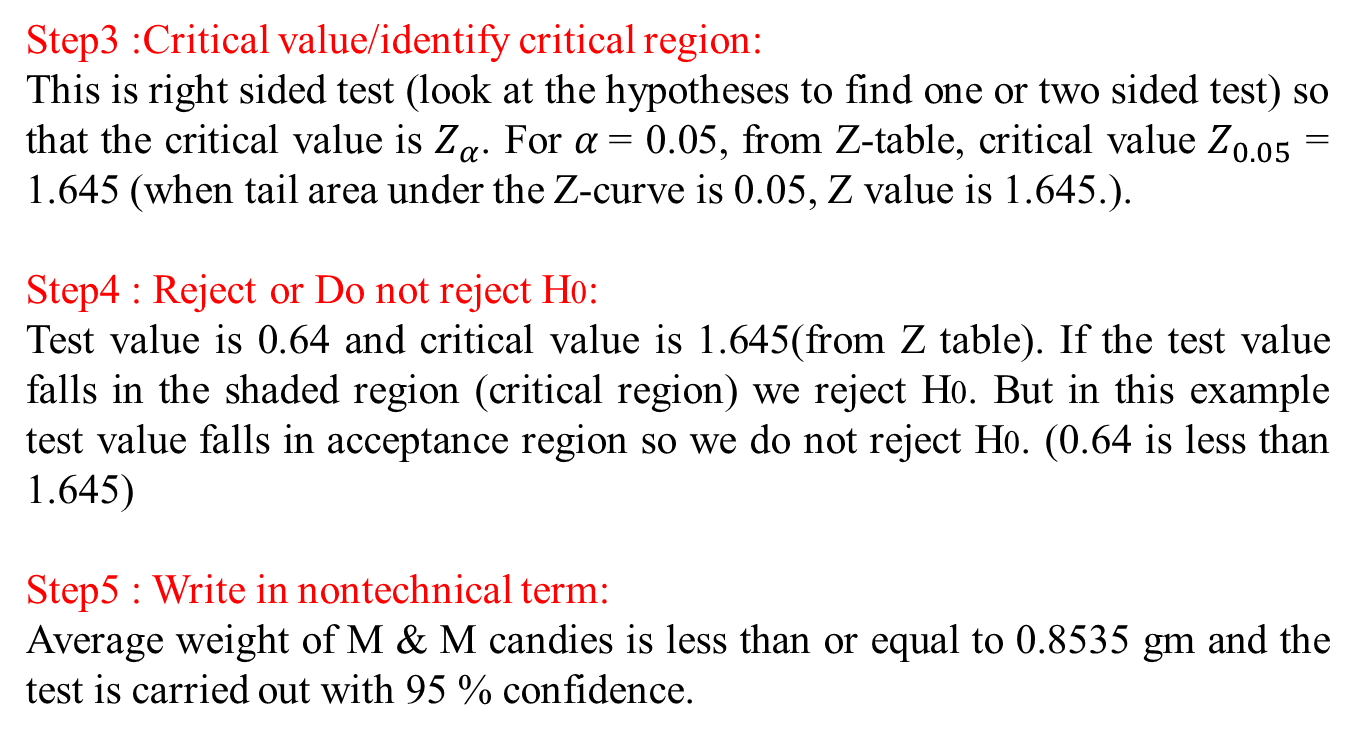 Step3 :Critical value/identify critical region:
This is right sided test (look at the hypotheses to find one or two sided test) so
that the critical value is Zα. For α = 0.05, from Z-table, critical value Z0.05 =
1.645 (when tail area under the Z-curve is 0.05, Z value is 1.645.).
Step4 : Reject or Do not reject H0:
Test value is 0.64 and critical value is 1.645(from Z table). If the test value
falls in the shaded region (critical region) we reject H0. But in this example
test value falls in acceptance region so we do not reject H0. (0.64 is less than
1.645)
Step5 : Write in nontechnical term:
Average weight of M & M candies is less than or equal to 0.8535 gm and the
test is carried out with 95 % confidence.